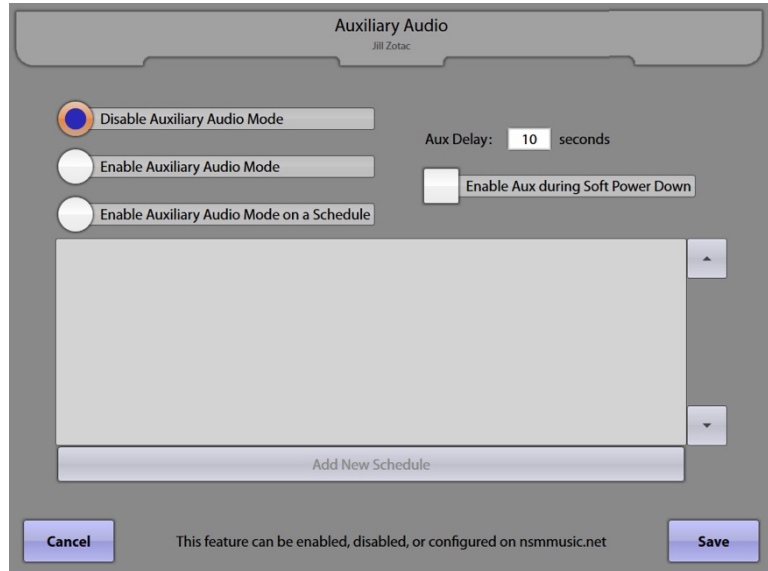 Auxiliary Audio
Jill Zotac
Disable Auxiliary Audio Mode
Enable Auxiliary Audio Mode
Enable Auxiliary Audio Mode on a Schedule
Aux Delay: 10 seconds
Enable Aux during Soft Power Down
Add New Schedule
Cancel
This feature can be enabled, disabled, or configured on nsmmusic.net
Save